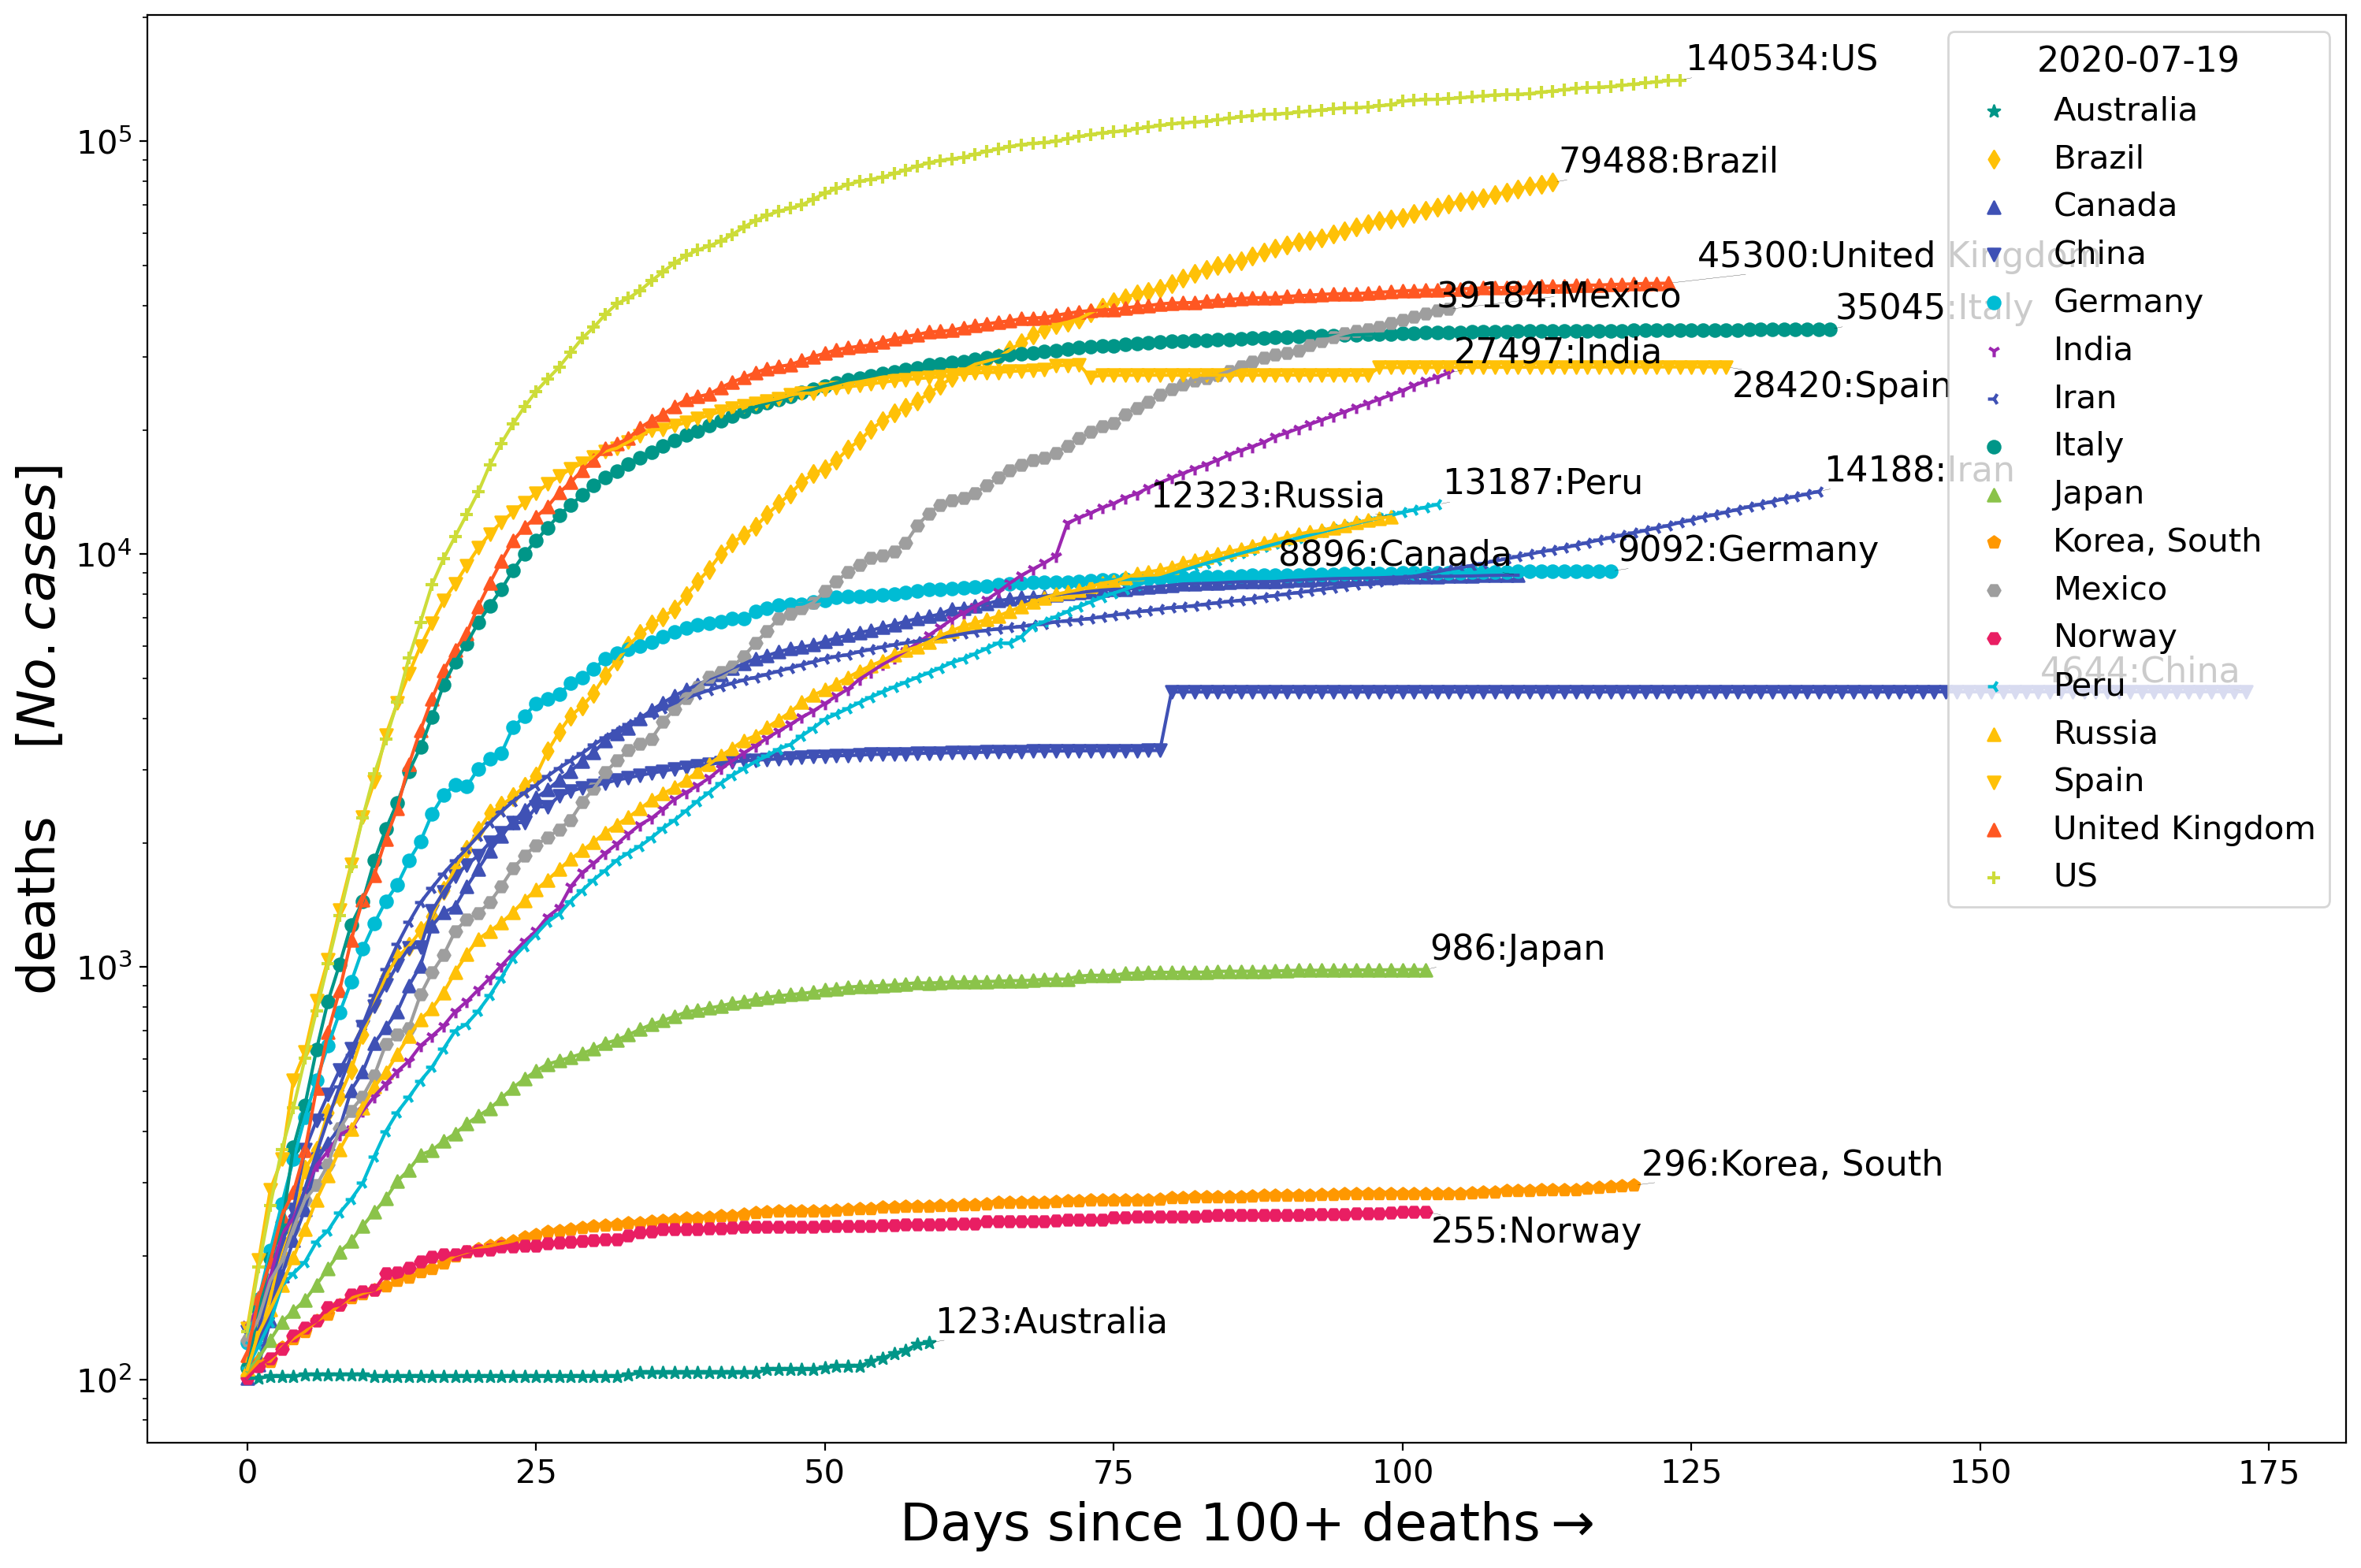 deaths [No.cases]
10^5
10^4
10^3
10^2
0 25 50 75 100 125 150 175
Days since 100+ deaths→
140534:US
79488:Brazil
45300:United Kingdom
39184:Mexico
35045:Italy
27497:India
28420:Spain
14188:Iran
13187:Peru
12323:Russia
9092:Germany
8896:Canada
4644:China
986:Japan
296:Korea, South
255:Norway
123:Australia
2020-07-19
Australia
Brazil
Canada
China
Germany
India
Iran
Italy
Japan
Korea, South
Mexico
Norway
Peru
Russia
Spain
United Kingdom
US